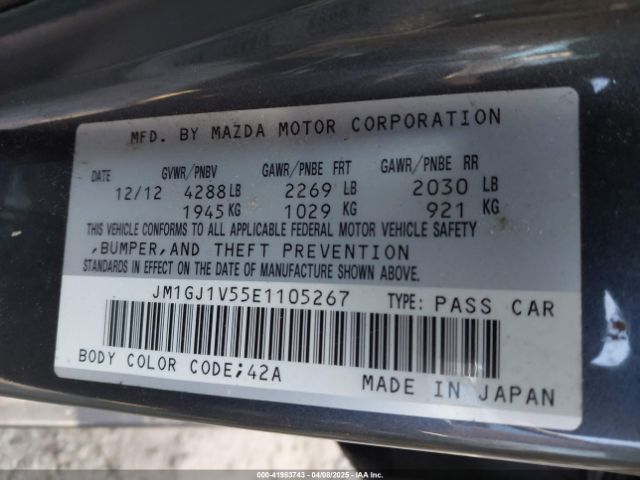 MFD. BY MAZDA MOTOR CORPORATION
DATE GVWR/PNBV GAWR/PNBE FRT GAWR/PNBE RR
12/12 4288 LB 2269 LB 2030 LB
1945 KG 1029 KG 921 KG
THIS VEHICLE CONFORMS TO ALL APPLICABLE FEDERAL MOTOR VEHICLE SAFETY
,BUMPER,AND THEFT PREVENTION
STANDARDS IN EFFECT ON THE DATE OF MANUFACTURE SHOWN ABOVE.
JM1GJ1V55E1105267 TYPE: PASS CAR
BODY COLOR CODE;42A
MADE IN JAPAN
000-41983743 04/08/2025 - COPYRIGHT IAA, INC.